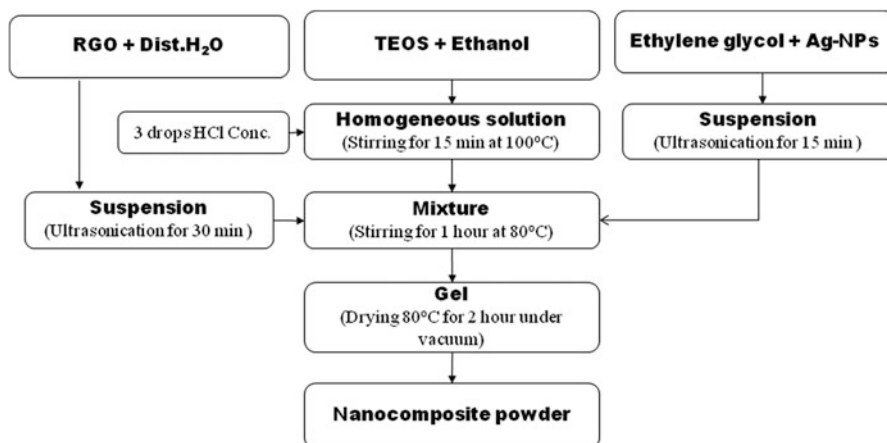 RGO + Dist.H₂O
TEOS + Ethanol
Ethylene glycol + Ag-NPs
3 drops HCl Conc.
Homogeneous solution
(Stirring for 15 min at 100°C)
Suspension
(Ultrasonication for 15 min )
Suspension
(Ultrasonication for 30 min )
Mixture
(Stirring for 1 hour at 80°C)
Gel
(Drying 80°C for 2 hour under
vacuum)
Nanocomposite powder